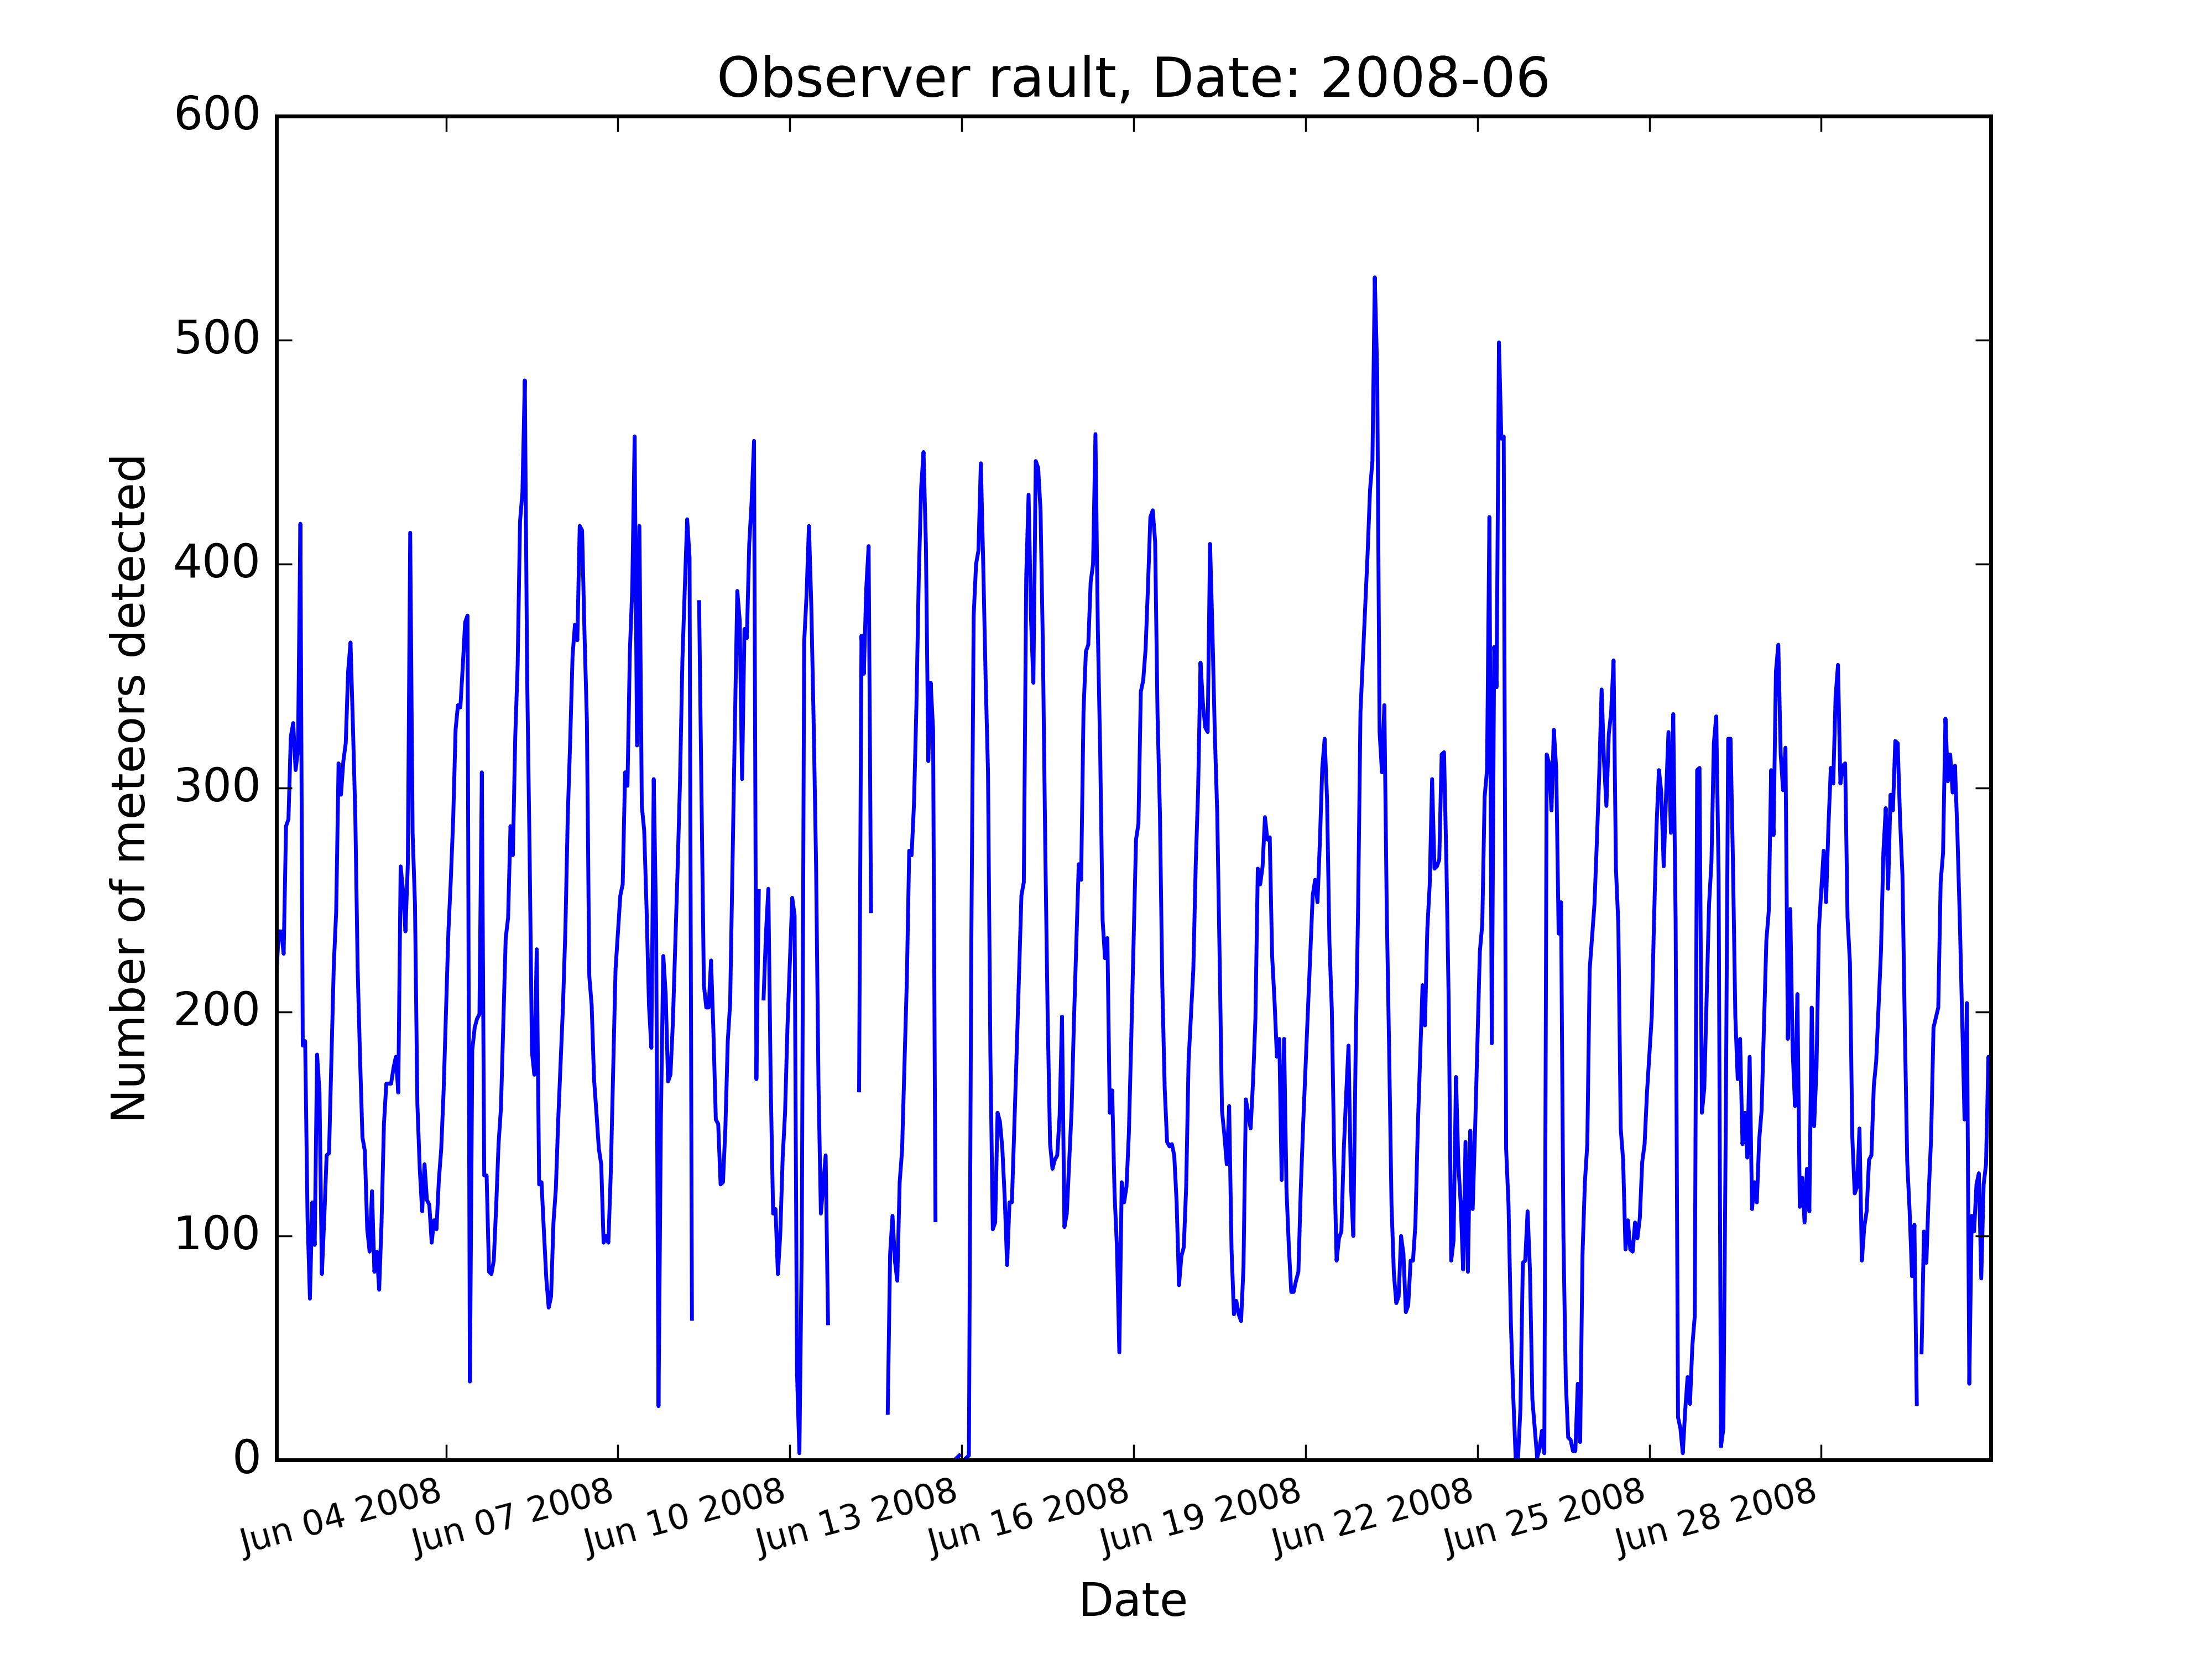 Observer rault, Date: 2008-06
600
500
400
300
200
100
0
Number of meteors detected
Jun 04 2008
Jun 07 2008
Jun 10 2008
Jun 13 2008
Jun 16 2008
Jun 19 2008
Jun 22 2008
Jun 25 2008
Jun 28 2008
Date